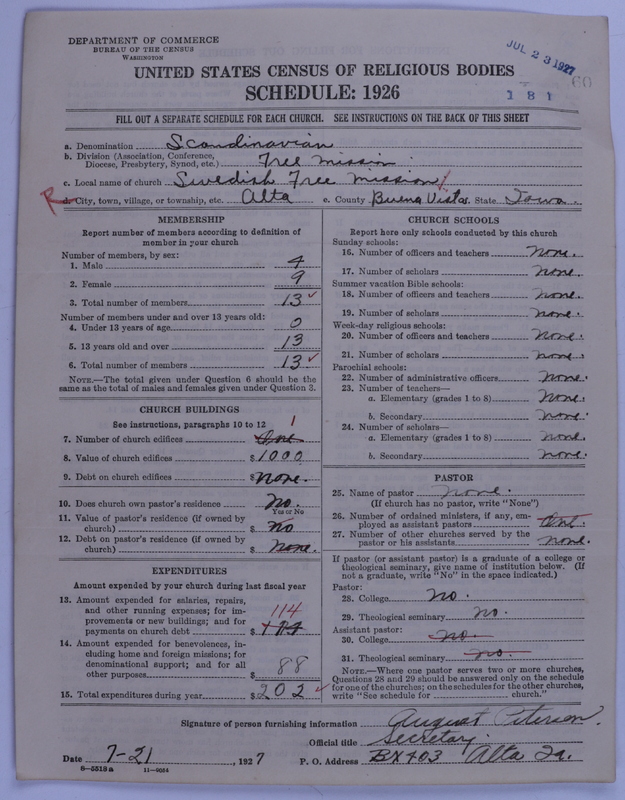 DEPARTMENT OF COMMERCE
BUREAU OF THE CENSUS
WASHINGTON
JUL 23 1927
60
181
UNITED STATES CENSUS OF RELIGIOUS BODIES
SCHEDULE: 1926
FILL OUT A SEPARATE SCHEDULE FOR EACH CHURCH. SEE INSTRUCTIONS ON THE BACK OF THIS SHEET
a. Denomination Scandinavian
b. Division (Association, Conference, Diocese, Presbytery, Synod, etc.) Free Mission
c. Local name of church Swedish Free Mission
R d. City, town, village, or township, etc. Alta e. County Buena Vista State Iowa
MEMBERSHIP
Report number of members according to definition of
member in your church
Number of members, by sex:
1. Male 4
2. Female 9
3. Total number of members 13 ✓
Number of members under and over 13 years old:
4. Under 13 years of age 0
5. 13 years old and over 13
6. Total number of members 13 ✓
NOTE.—The total given under Question 6 should be the
same as the total of males and females given under Question 3.
CHURCH BUILDINGS
See instructions, paragraphs 10 to 12
1
7. Number of church edifices One
8. Value of church edifices $ 1000
9. Debt on church edifices $ None.
10. Does church own pastor's residence No.
Yes or No
11. Value of pastor's residence (if owned by
church) $ No
12. Debt on pastor's residence (if owned by
church) $ None.
EXPENDITURES
Amount expended by your church during last fiscal year
13. Amount expended for salaries, repairs,
and other running expenses; for im-
provements or new buildings; and for
payments on church debt $ 114
14. Amount expended for benevolences, in-
cluding home and foreign missions; for
denominational support; and for all
other purposes $ 88
15. Total expenditures during year $ 202 ✓
CHURCH SCHOOLS
Report here only schools conducted by this church
Sunday schools:
16. Number of officers and teachers None.
17. Number of scholars None.
Summer vacation Bible schools:
18. Number of officers and teachers None.
19. Number of scholars None.
Week-day religious schools:
20. Number of officers and teachers None.
21. Number of scholars None.
Parochial schools:
22. Number of administrative officers None.
23. Number of teachers—
a. Elementary (grades 1 to 8) None.
b. Secondary None.
24. Number of scholars—
a. Elementary (grades 1 to 8) None.
b. Secondary None.
PASTOR
25. Name of pastor None.
(If church has no pastor, write "None")
26. Number of ordained ministers, if any, em-
ployed as assistant pastors One.
27. Number of other churches served by the
pastor or his assistants None.
If pastor (or assistant pastor) is a graduate of a college or
theological seminary, give name of institution below. (If
not a graduate, write "No" in the space indicated.)
Pastor:
28. College No.
29. Theological seminary No.
Assistant pastor:
30. College No.
31. Theological seminary No.
NOTE.—Where one pastor serves two or more churches,
Questions 28 and 29 should be answered only on the schedule
for one of the churches; on the schedules for the other churches,
write "See schedule for church."
Signature of person furnishing information August Peterson.
Official title Secretary
Date 7-21, 1927 P. O. Address BX 403 Alta Ia.
8-5513a 11-9084